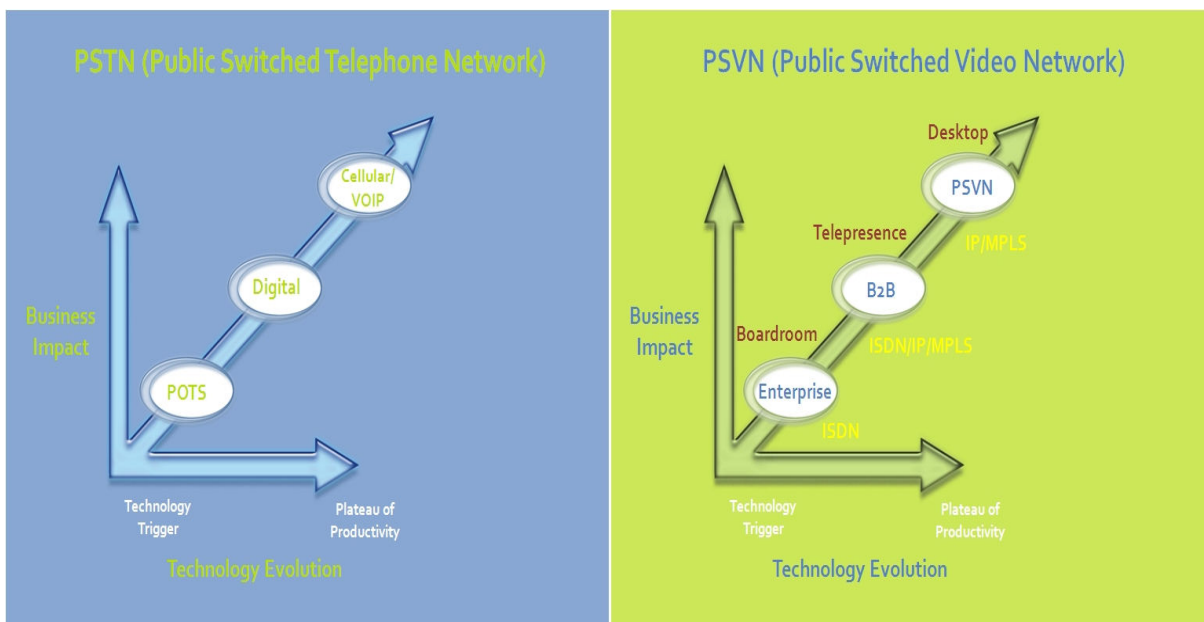 PSTN (Public Switched Telephone Network)
Cellular/
VOIP
Digital
Business
Impact
POTS
Technology
Trigger
Plateau of
Productivity
Technology Evolution
PSVN (Public Switched Video Network)
Desktop
PSVN
Telepresence
IP/MPLS
B2B
Business
Impact
Boardroom
ISDN/IP/MPLS
Enterprise
ISDN
Technology
Trigger
Plateau of
Productivity
Technology Evolution